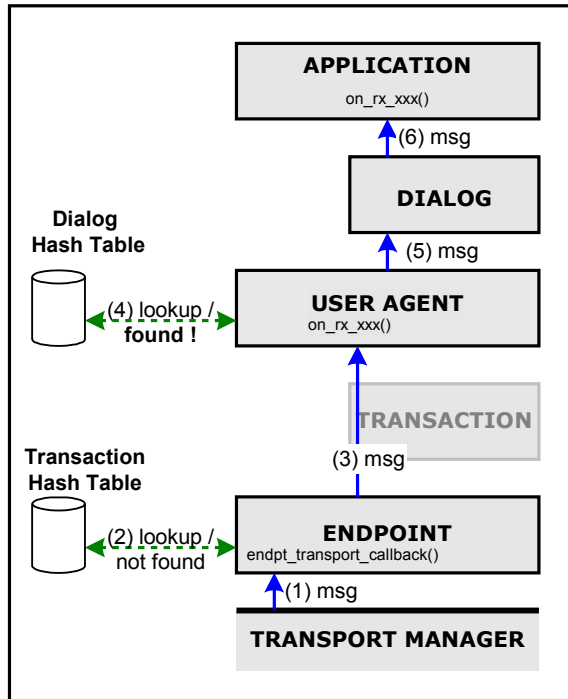 APPLICATION
on_rx_xxx()
(6) msg
DIALOG
Dialog
Hash Table
(5) msg
(4) lookup /
found !
USER AGENT
on_rx_xxx()
TRANSACTION
(3) msg
Transaction
Hash Table
(2) lookup /
not found
ENDPOINT
endpt_transport_callback()
(1) msg
TRANSPORT MANAGER